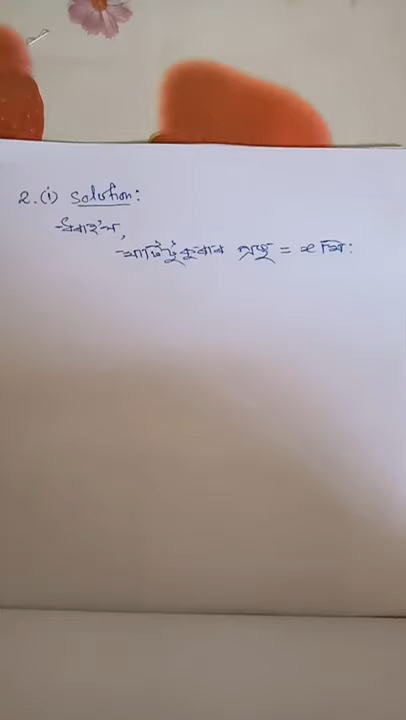 2.(i) Solution:
ধৰাহ'ল,
মাটিটুকুৰাৰ প্ৰস্থ = x মি: